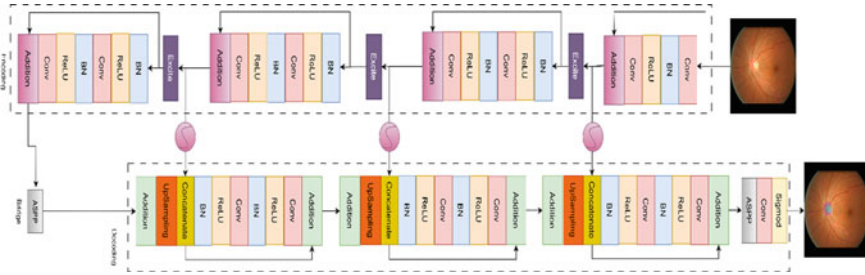 Encoding
Addition
Conv
ReLU
BN
Conv
ReLU
BN
Excite
Addition
Conv
ReLU
BN
Conv
ReLU
BN
Excite
Addition
Conv
ReLU
BN
Conv
ReLU
BN
Excite
Addition
Conv
ReLU
BN
Conv
Bridge
ASPP
Decoding
Addition
UpSampling
Concatenate
BN
ReLU
Conv
BN
ReLU
Conv
Addition
Addition
UpSampling
Concatenate
BN
ReLU
Conv
BN
ReLU
Conv
Addition
Addition
UpSampling
Concatonate
BN
ReLU
Conv
BN
ReLU
Conv
Addition
ASPP
Conv
Sigmod